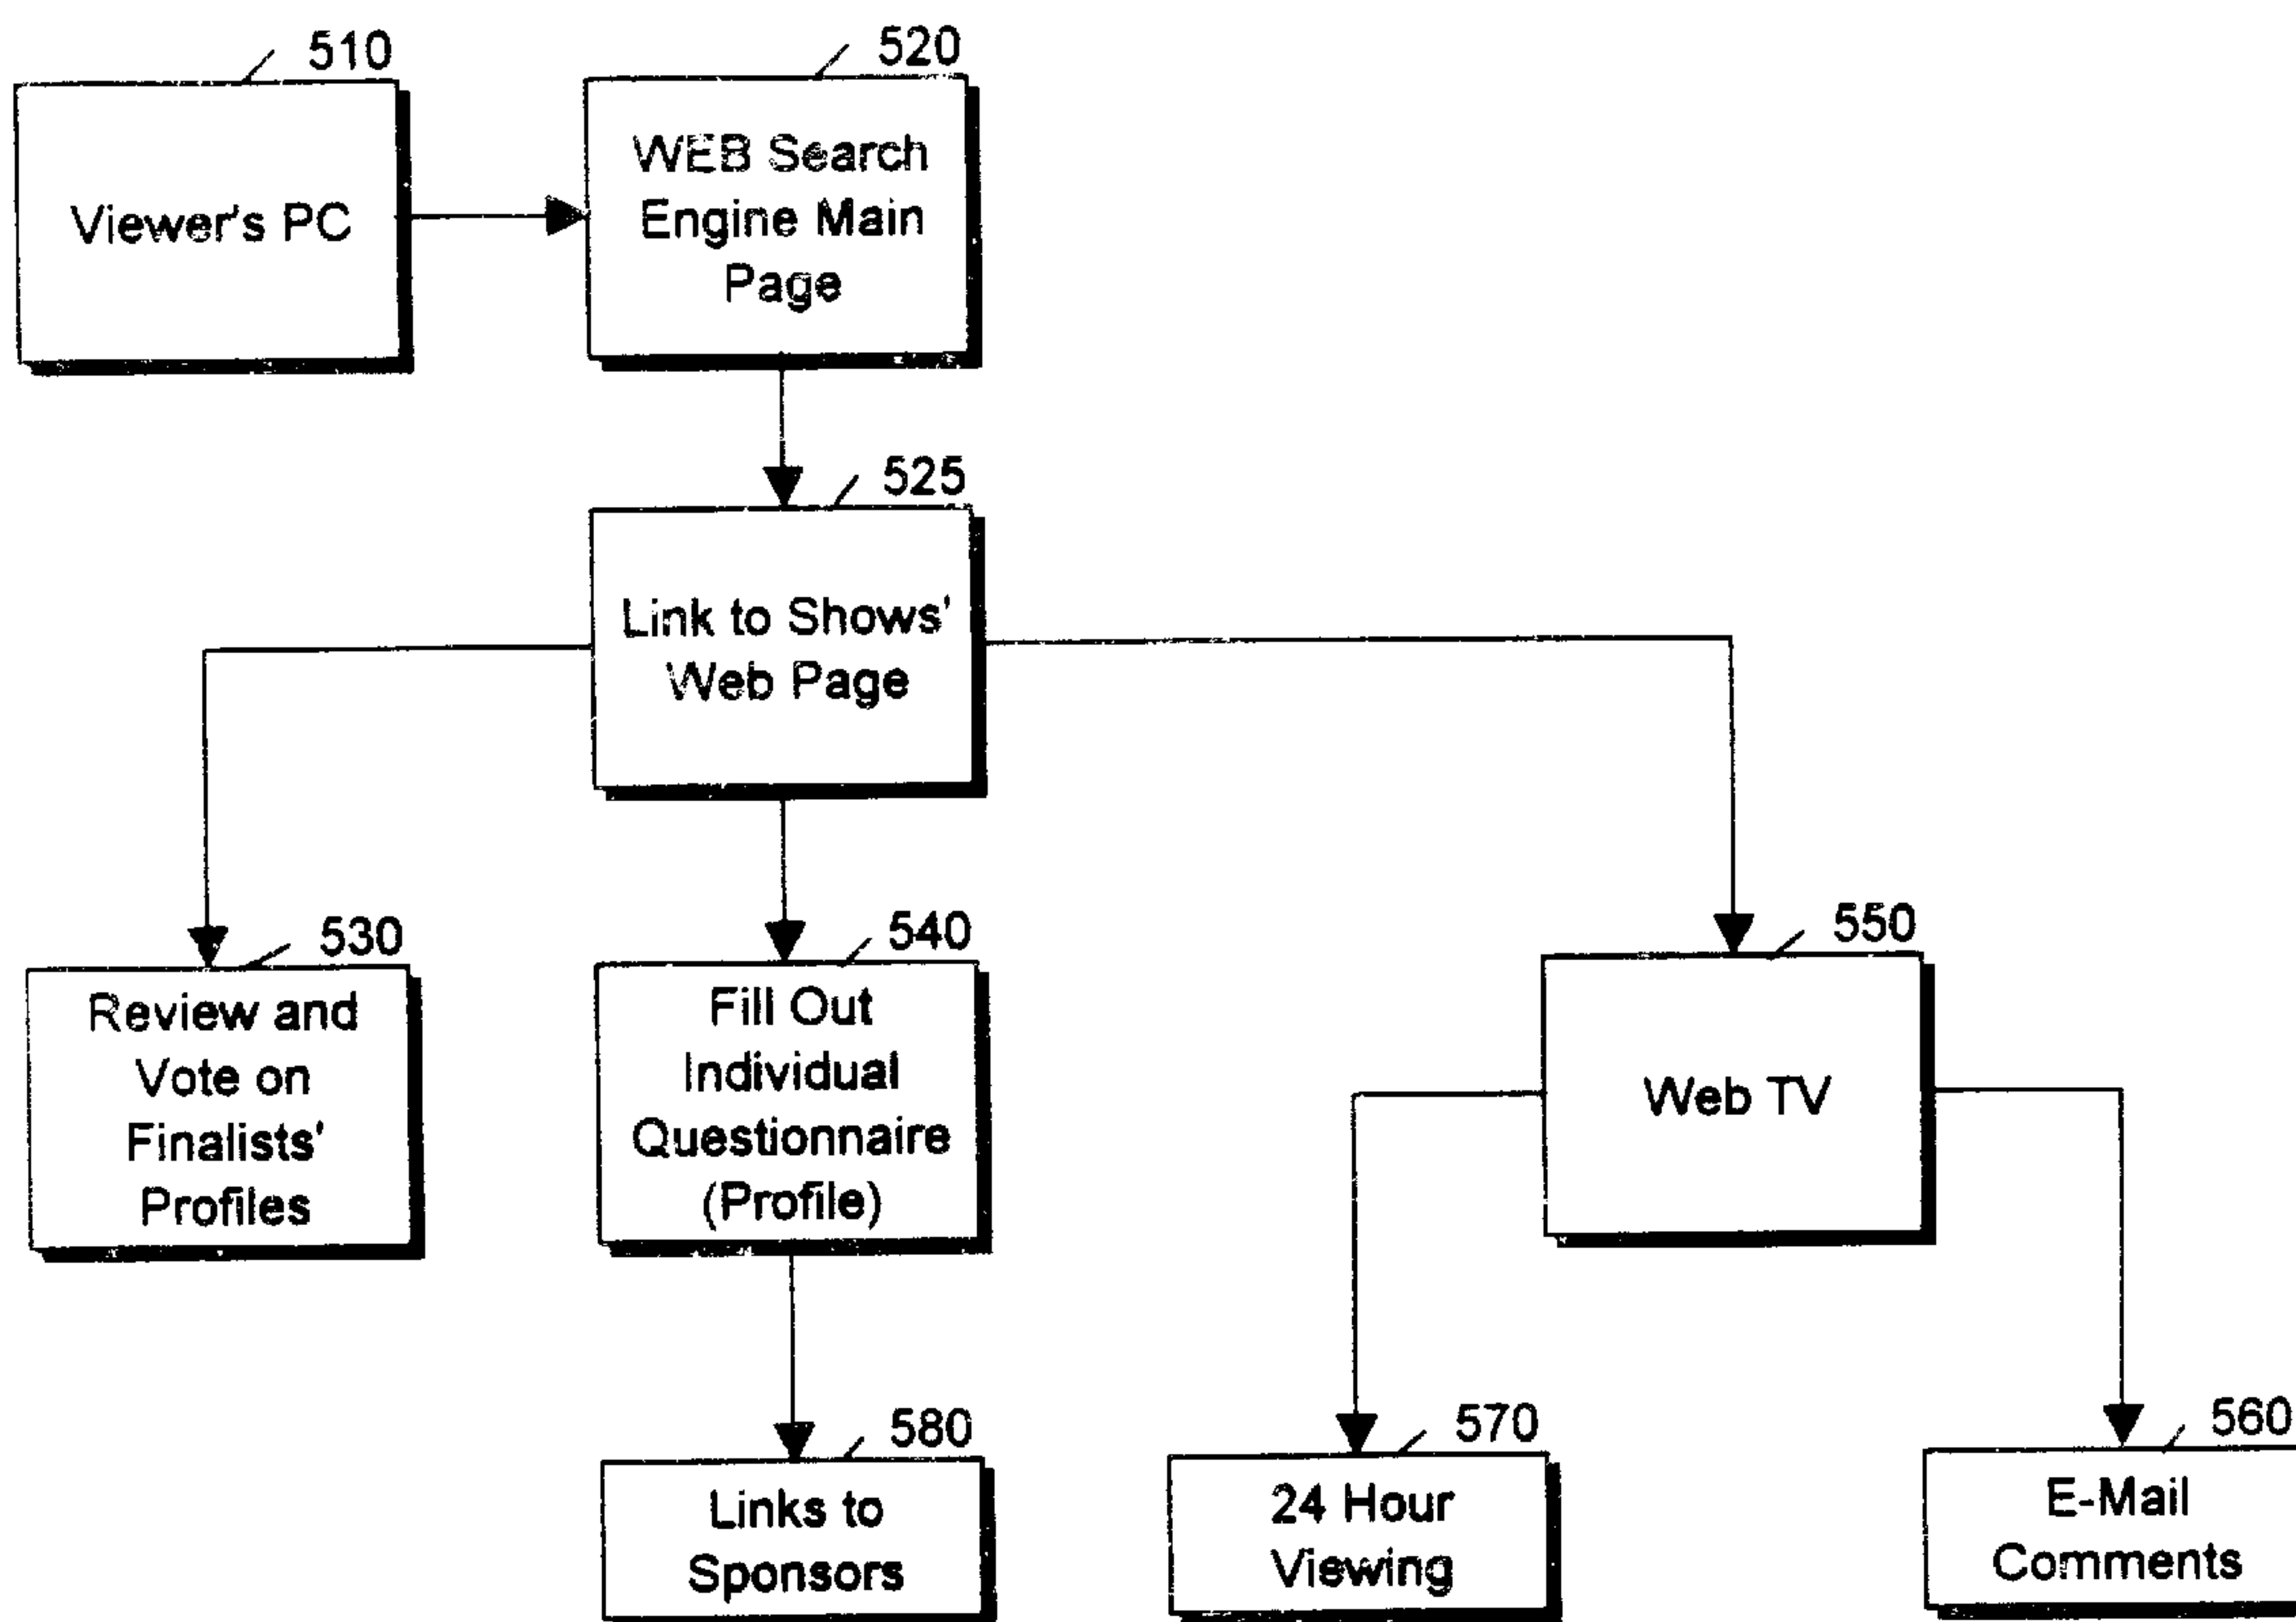 510
Viewer's PC
520
WEB Search
Engine Main
Page
525
Link to Shows'
Web Page
530
Review and
Vote on
Finalists'
Profiles
540
Fill Out
Individual
Questionnaire
(Profile)
550
Web TV
580
Links to
Sponsors
570
24 Hour
Viewing
560
E-Mail
Comments